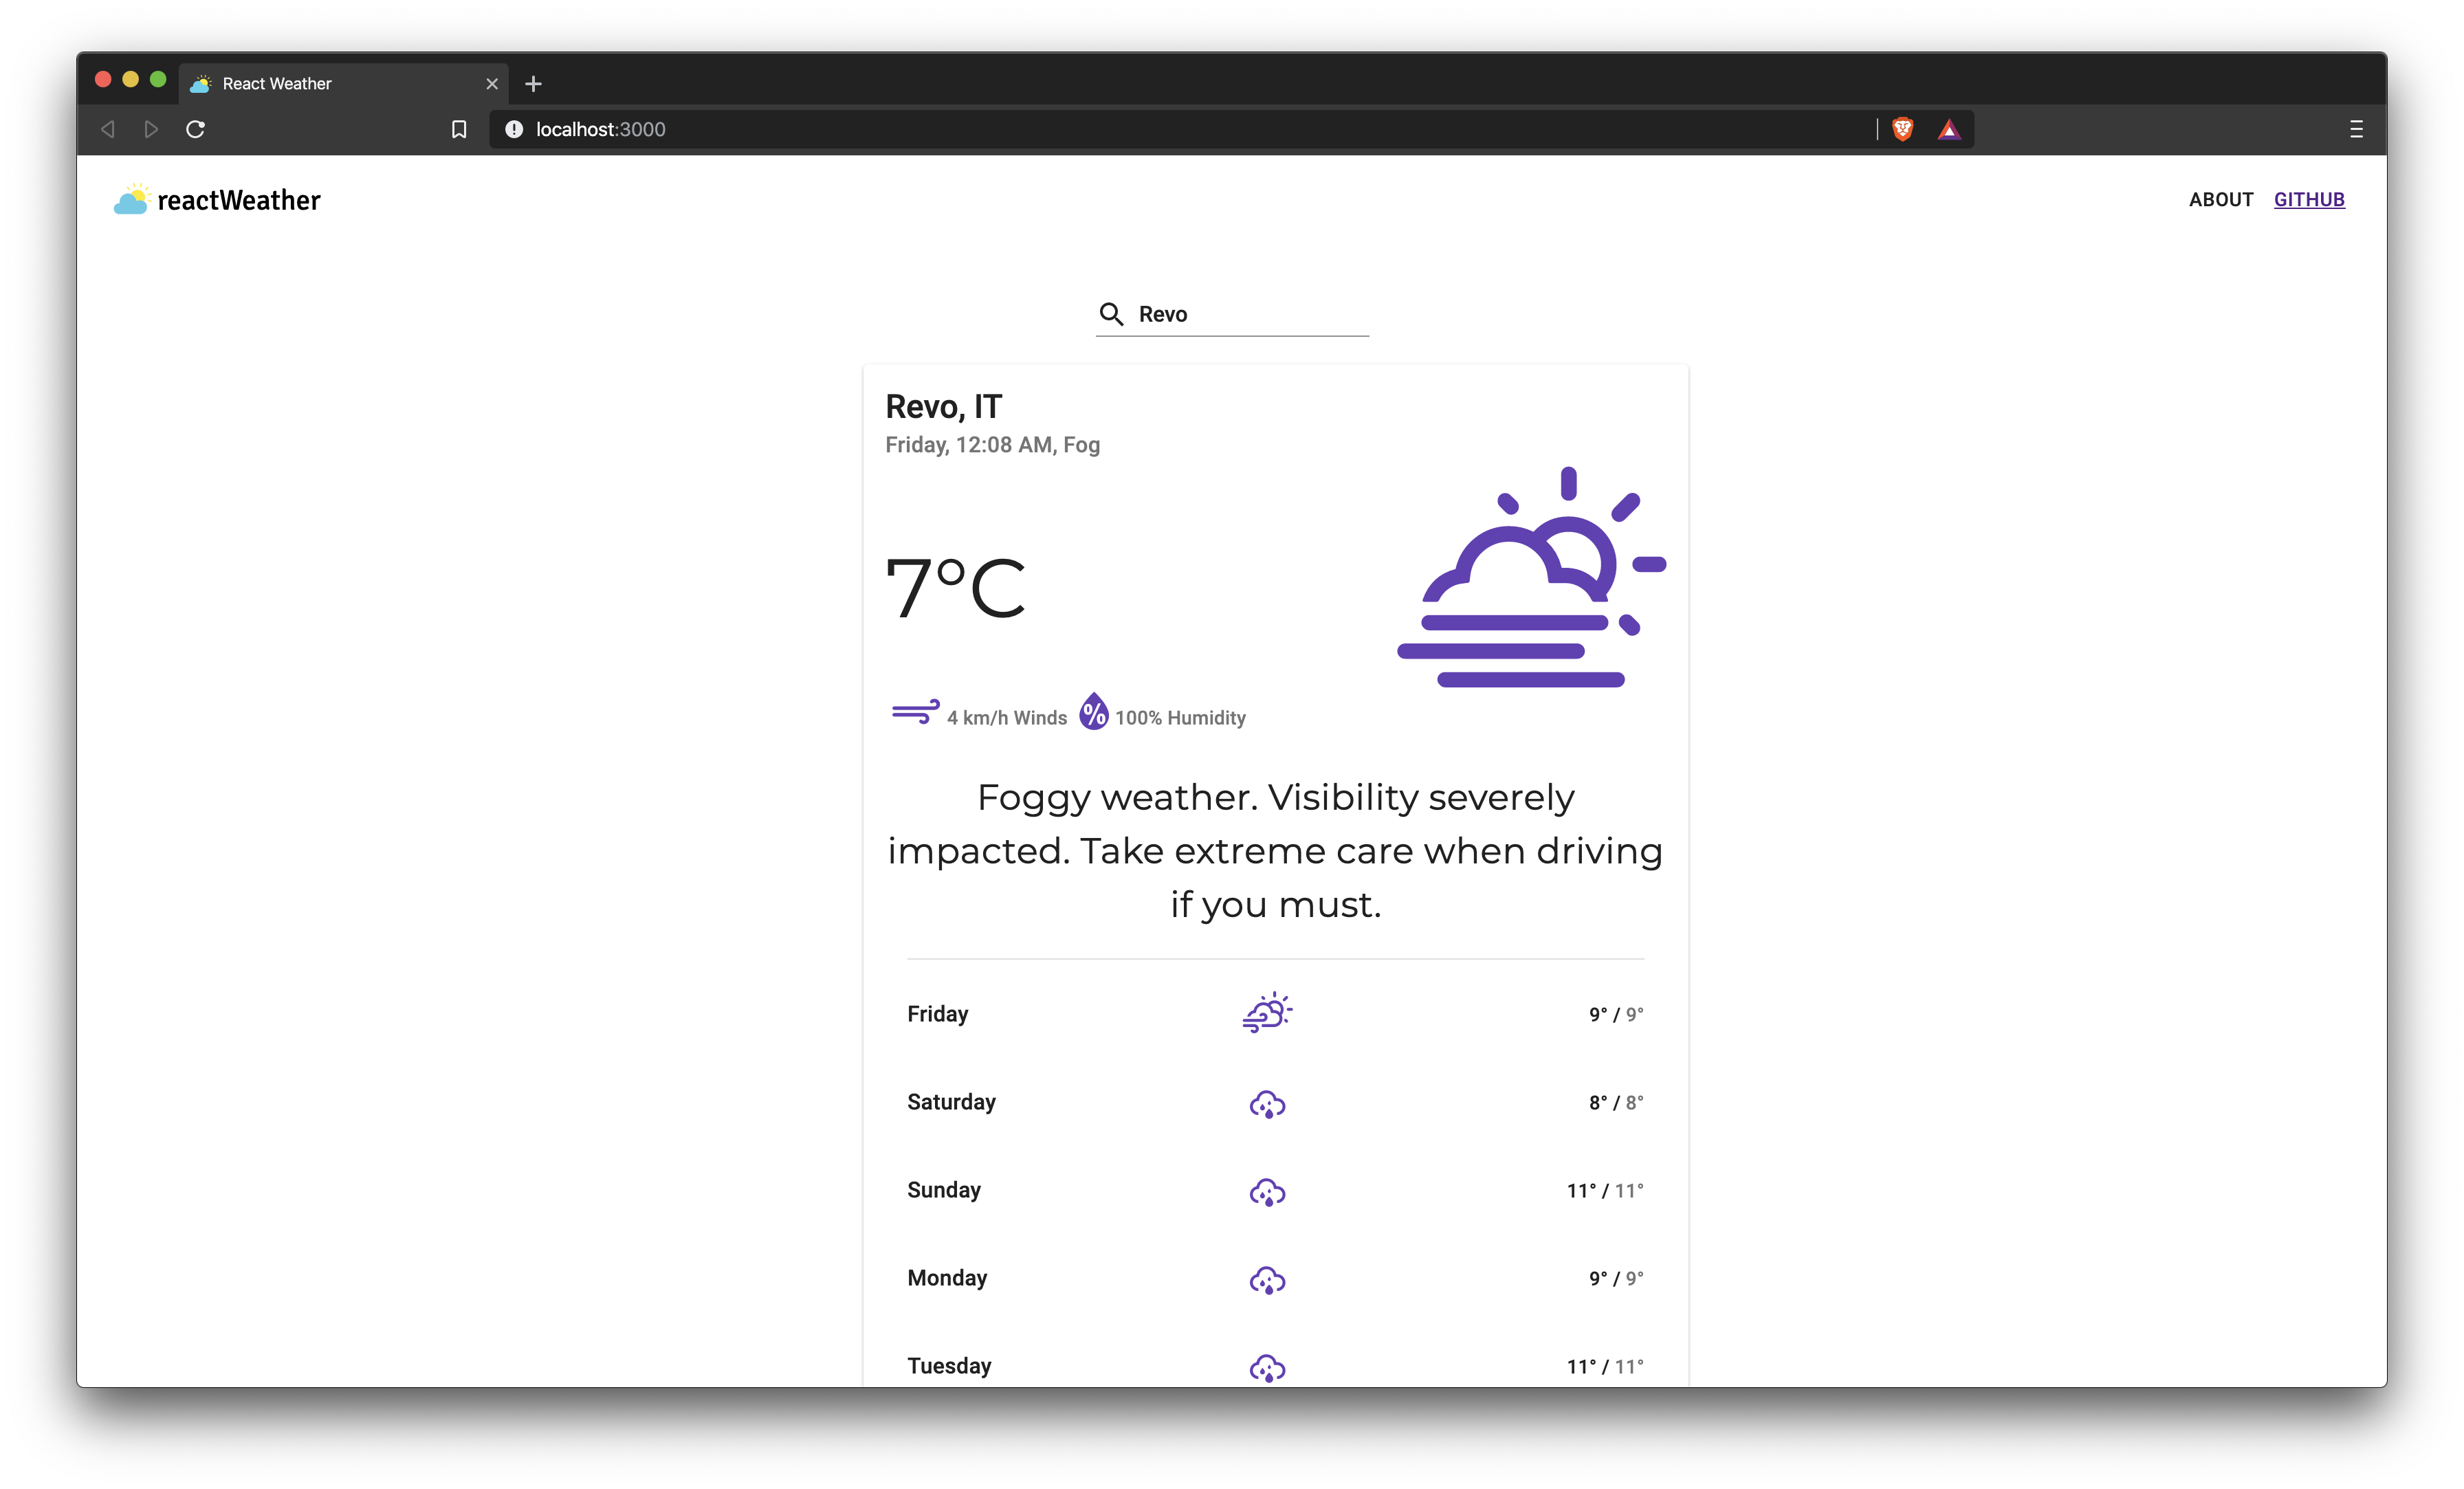 React Weather
localhost:3000
reactWeather
ABOUT GITHUB
Revo
Revo, IT
Friday, 12:08 AM, Fog
7°C
4 km/h Winds % 100% Humidity
Foggy weather. Visibility severely
impacted. Take extreme care when driving
if you must.
Friday 9° / 9°
Saturday 8° / 8°
Sunday 11° / 11°
Monday 9° / 9°
Tuesday 11° / 11°